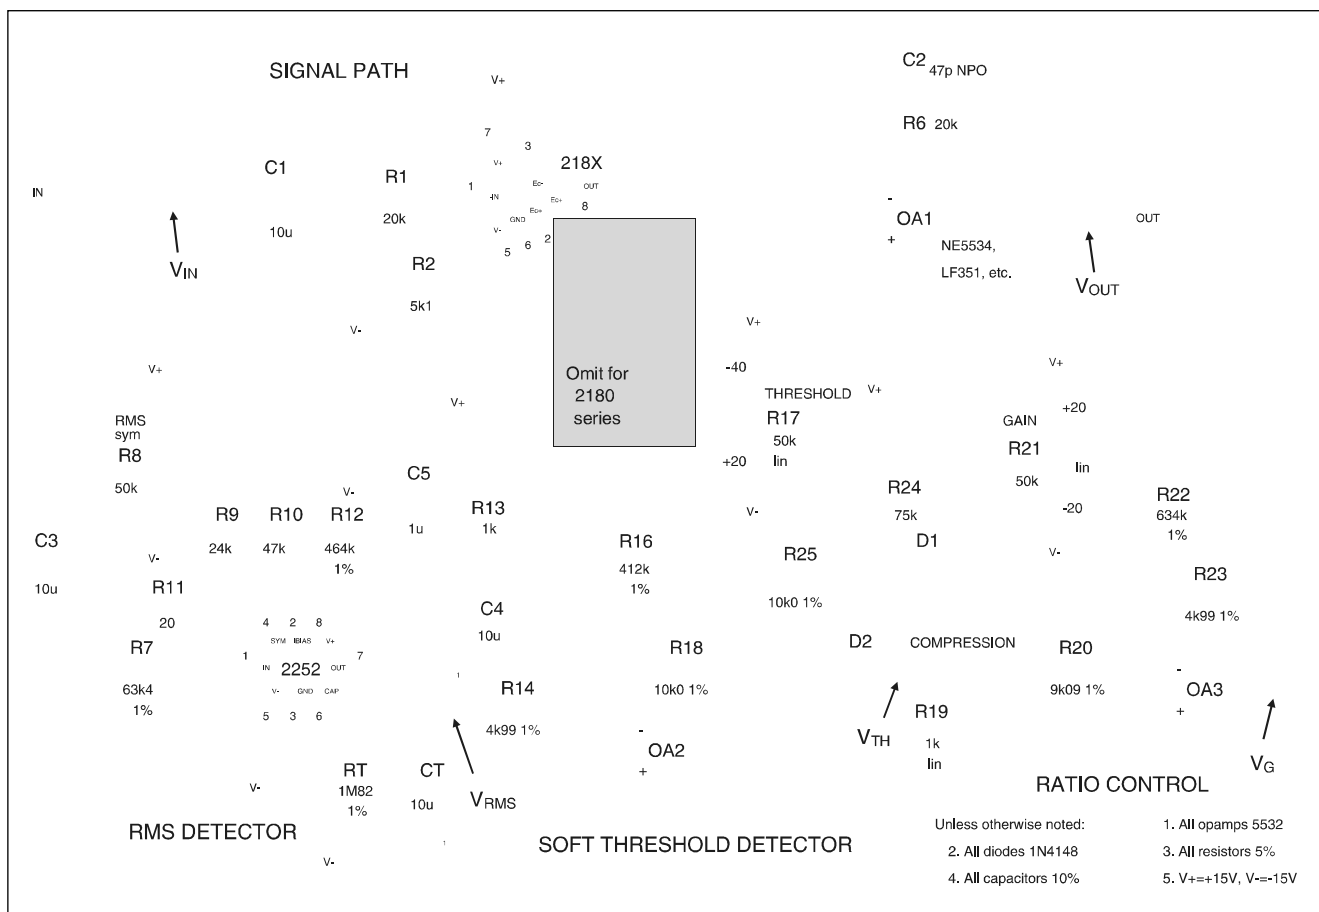 SIGNAL PATH
C2 47p NPO
V+
R6 20k
7
3
218X
C1
R1
1
V+
-IN
Ec-
Ec+
OUT
8
IN
20k
GND
Ec+
V-
5
6
2
10u
-
OA1
+
OUT
NE5534,
LF351, etc.
VIN
R2
5k1
V-
VOUT
V+
-40
THRESHOLD
R17
50k
lin
+20
V-
Omit for
2180
series
V+
RMS
sym
R8
50k
V-
V+
C5
1u
V-
R13
1k
V+
GAIN
R21
50k
V+
+20
lin
-20
V-
R24
75k
D1
R22
634k
1%
R23
4k99 1%
C3
10u
R9
24k
R10
47k
R12
464k
1%
R16
412k
1%
R25
10k0 1%
R11
20
C4
10u
R7
63k4
1%
4 2 8
SYM IBIAS V+
1
IN 2252 OUT
7
V- GND CAP
5 3 6
1
R14
4k99 1%
R18
10k0 1%
D2
COMPRESSION
R20
9k09 1%
-
OA3
+
-
OA2
+
VTH
R19
1k
lin
VG
V-
RT
1M82
1%
CT
10u
VRMS
1
V-
RMS DETECTOR
SOFT THRESHOLD DETECTOR
RATIO CONTROL
Unless otherwise noted:
1. All opamps 5532
2. All diodes 1N4148
3. All resistors 5%
4. All capacitors 10%
5. V+=+15V, V-=-15V